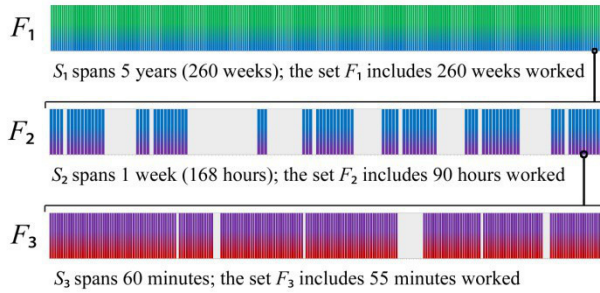 F₁
S₁ spans 5 years (260 weeks); the set F₁ includes 260 weeks worked
F₂
S₂ spans 1 week (168 hours); the set F₂ includes 90 hours worked
F₃
S₃ spans 60 minutes; the set F₃ includes 55 minutes worked